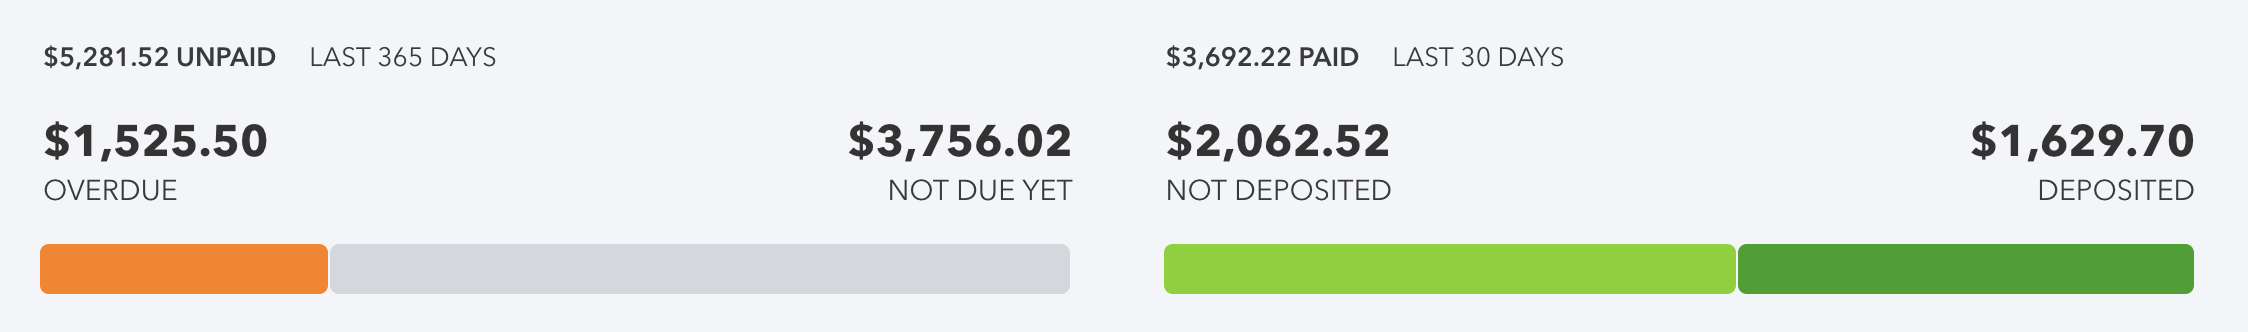 $5,281.52 UNPAID LAST 365 DAYS
$1,525.50 $3,756.02
OVERDUE NOT DUE YET
$3,692.22 PAID LAST 30 DAYS
$2,062.52 $1,629.70
NOT DEPOSITED DEPOSITED